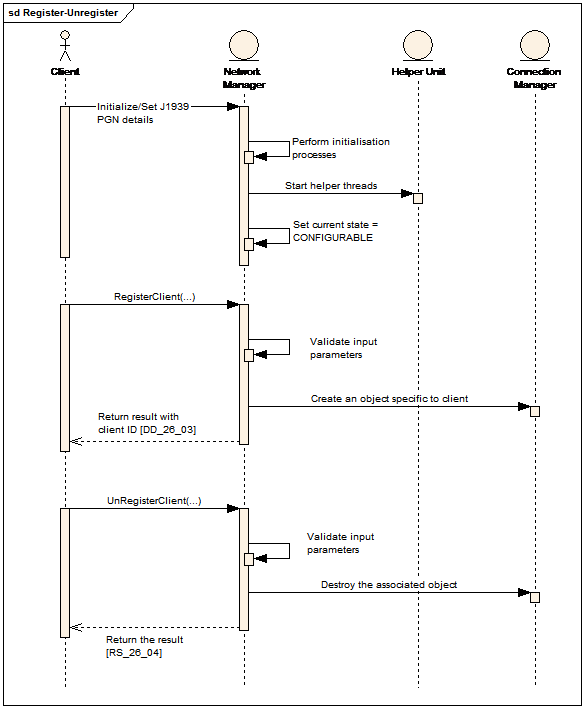 sd Register-Unregister
Client
Network
Manager
Helper Unit
Connection
Manager
Initialize/Set J1939
PGN details
Perform initialisation
processes
Start helper threads
Set current state =
CONFIGURABLE
RegisterClient(...)
Validate input
parameters
Create an object specific to client
Return result with
client ID [DD_26_03]
UnRegisterClient(...)
Validate input
parameters
Destroy the associated object
Return the result
[RS_26_04]